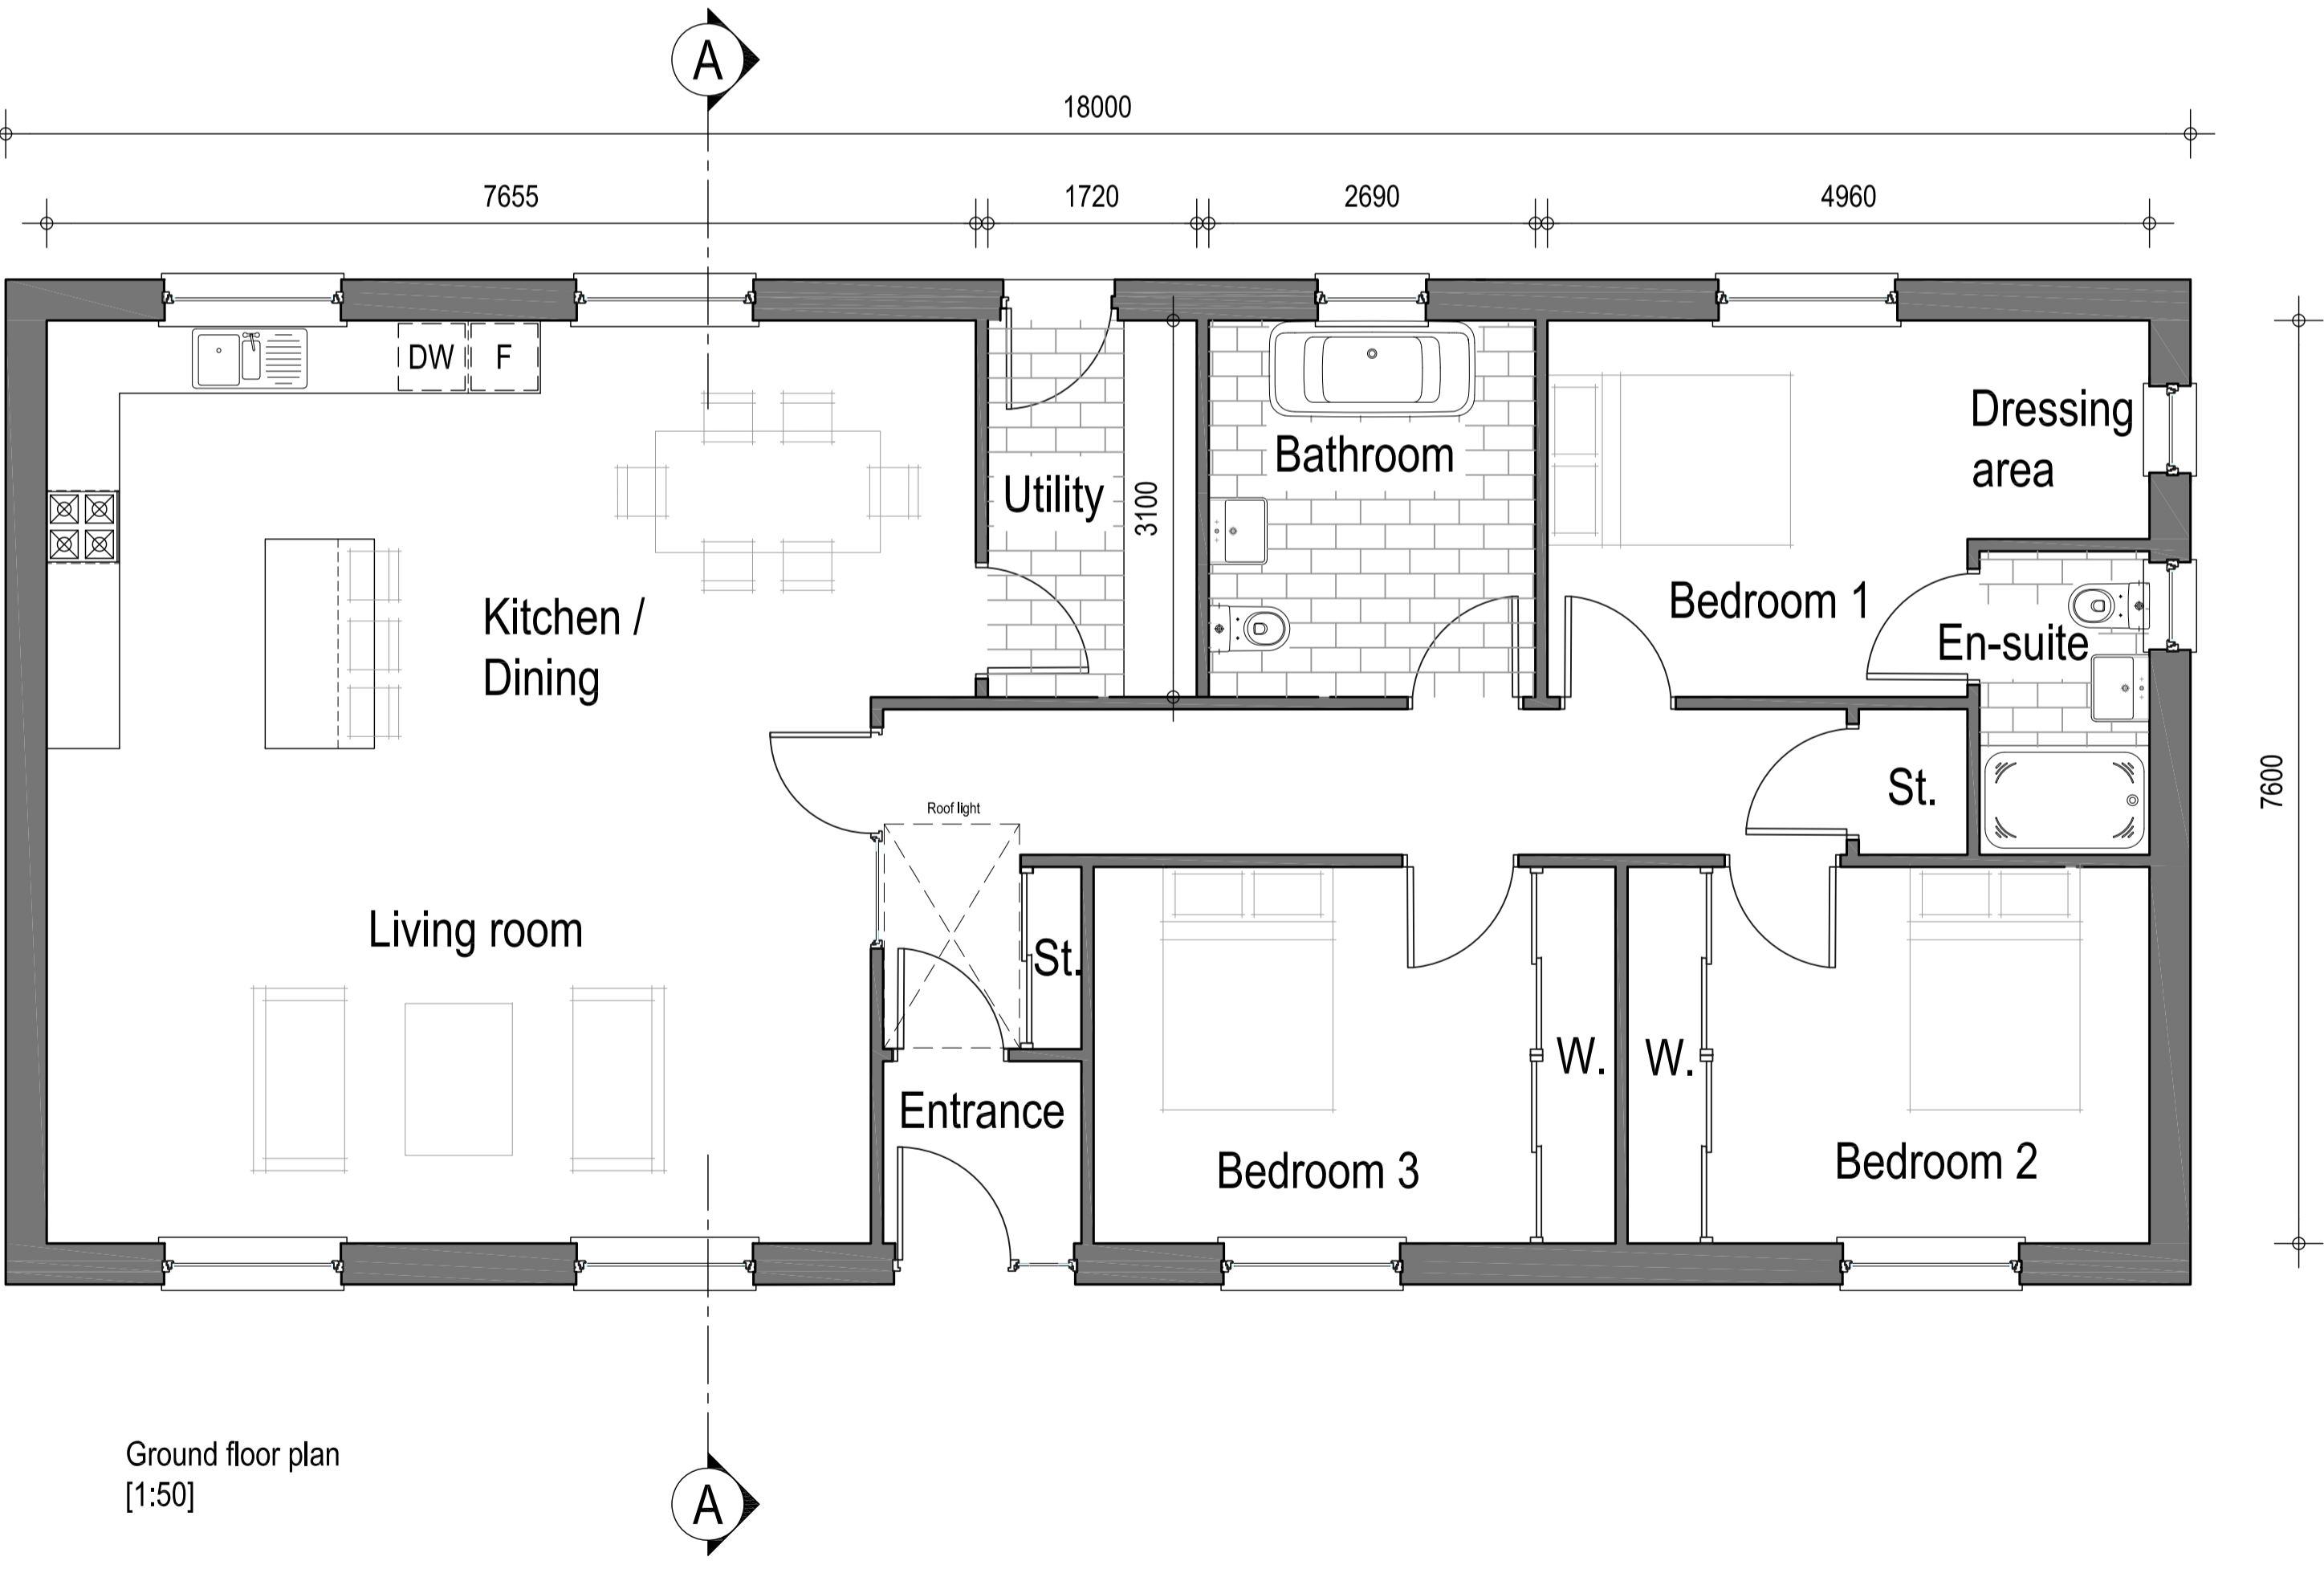 A
18000
7655
1720
2690
4960
DW
F
Dressing
area
Bathroom
Utility
3100
Bedroom 1
Kitchen /
Dining
En-suite
St.
7600
Roof light
Living room
St.
W.
W.
Entrance
Bedroom 3
Bedroom 2
Ground floor plan
[1:50]
A